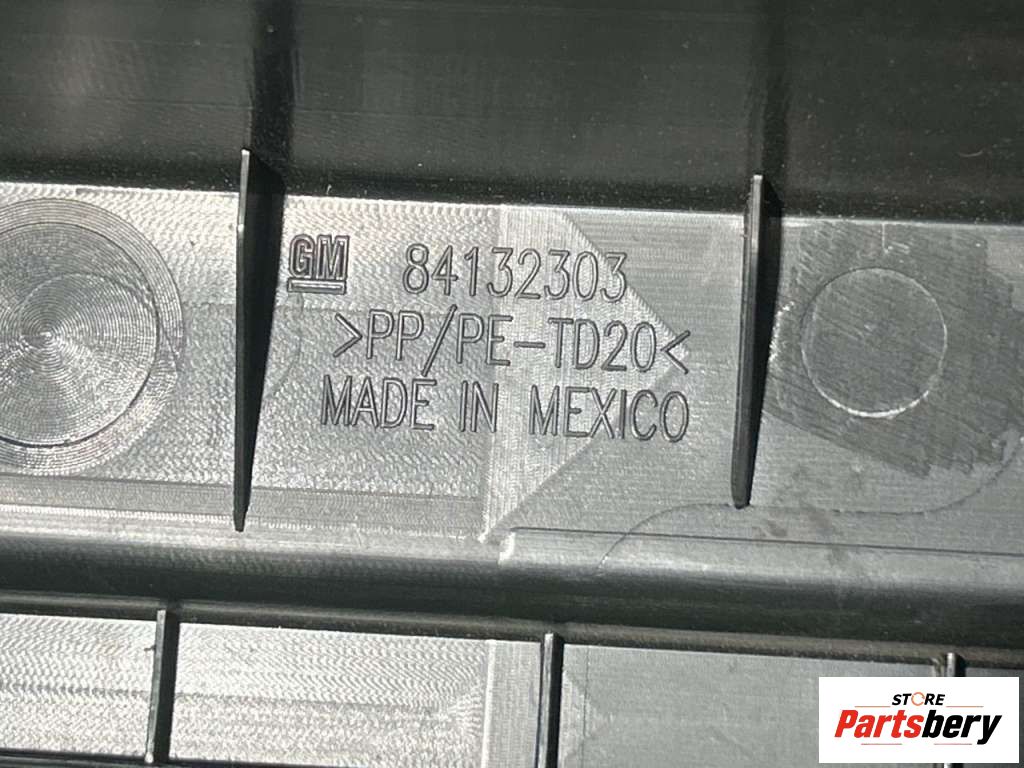 GM 84132303
>PP/PE-TD20<
MADE IN MEXICO
STORE
Partsbery